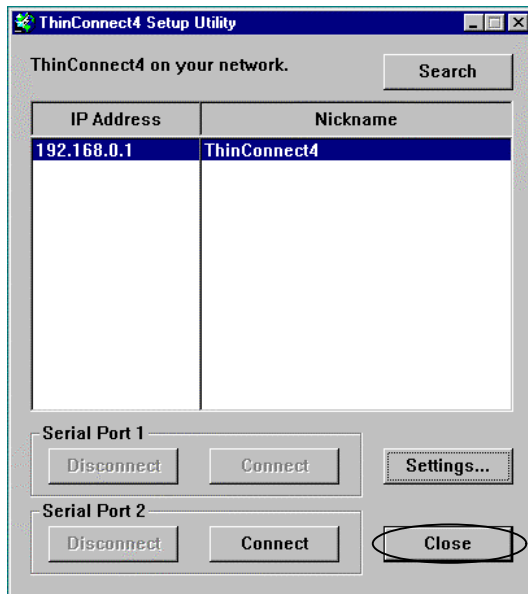 ThinConnect4 Setup Utility
ThinConnect4 on your network.
Search
IP Address Nickname
192.168.0.1 ThinConnect4
Serial Port 1
Disconnect Connect
Settings...
Serial Port 2
Disconnect Connect
Close